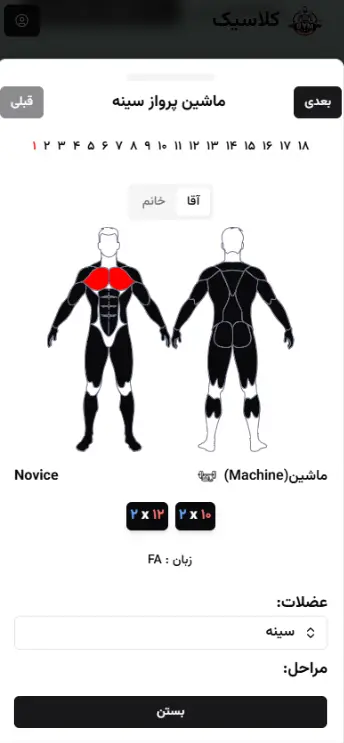 کلاسیک
بعدی ماشین پرواز سینه قبلی
۱ ۲ ۳ ۴ ۵ ۶ ۷ ۸ ۹ ۱۰ ۱۱ ۱۲ ۱۳ ۱۴ ۱۵ ۱۶ ۱۷ ۱۸
آقا خانم
ماشین(Machine) Novice
۲ x ۱۲ ۲ x ۱۰
زبان : FA
عضلات:
سینه
مراحل:
بستن